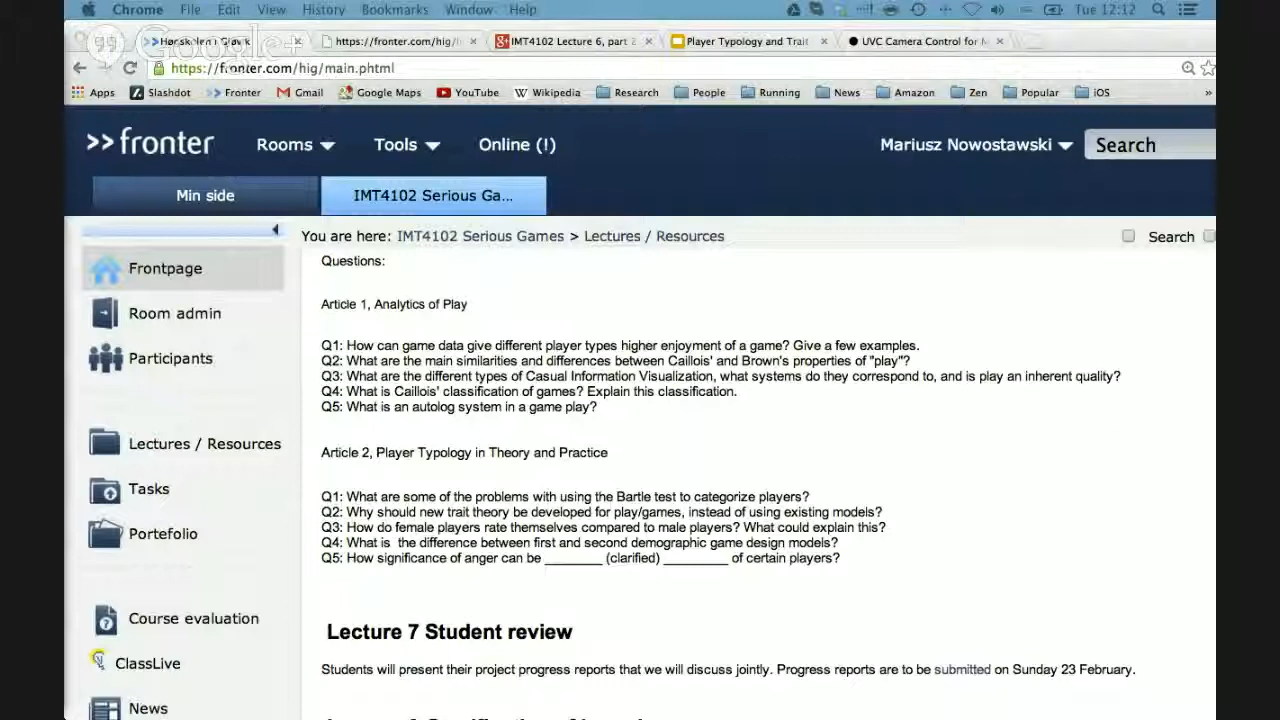 Chrome File Edit View History Bookmarks Window Help Tue 12:12
Google+
https://fronter.com/hig/ IMT4102 Lecture 6, part 2 Player Typology and Trait UVC Camera Control for M
https://fronter.com/hig/main.phtml
Apps Slashdot Fronter Gmail Google Maps YouTube Wikipedia Research People Running News Amazon Zen Popular iOS »
>>fronter Rooms Tools Online (!) Mariusz Nowostawski Search
Min side IMT4102 Serious Ga...
You are here: IMT4102 Serious Games > Lectures / Resources Search
Frontpage
Room admin
Participants
Lectures / Resources
Tasks
Portefolio
Course evaluation
ClassLive
News
Questions:
Article 1, Analytics of Play
Q1: How can game data give different player types higher enjoyment of a game? Give a few examples.
Q2: What are the main similarities and differences between Caillois' and Brown's properties of "play"?
Q3: What are the different types of Casual Information Visualization, what systems do they correspond to, and is play an inherent quality?
Q4: What is Caillois' classification of games? Explain this classification.
Q5: What is an autolog system in a game play?
Article 2, Player Typology in Theory and Practice
Q1: What are some of the problems with using the Bartle test to categorize players?
Q2: Why should new trait theory be developed for play/games, instead of using existing models?
Q3: How do female players rate themselves compared to male players? What could explain this?
Q4: What is the difference between first and second demographic game design models?
Q5: How significance of anger can be ________ (clarified) _________ of certain players?
Lecture 7 Student review
Students will present their project progress reports that we will discuss jointly. Progress reports are to be submitted on Sunday 23 February.